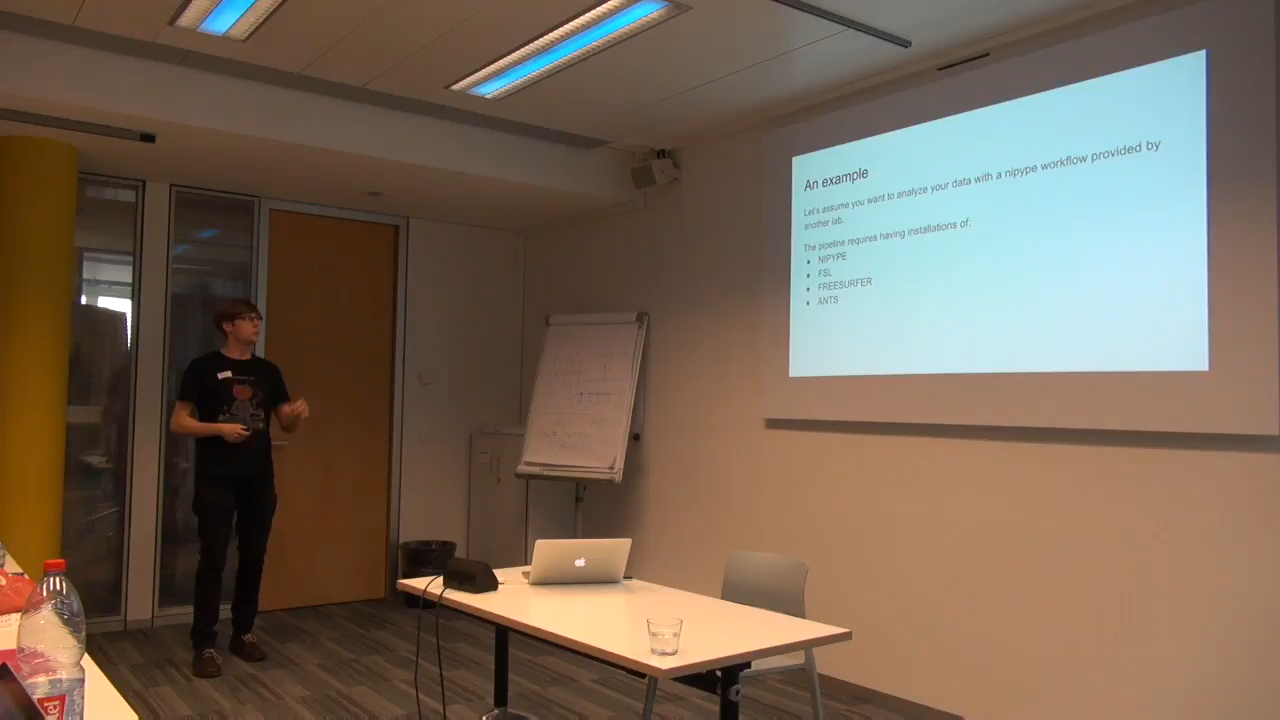 An example
Let's assume you want to analyze your data with a nipype workflow provided by
another lab.
The pipeline requires having installations of:
● NIPYPE
● FSL
● FREESURFER
● ANTS